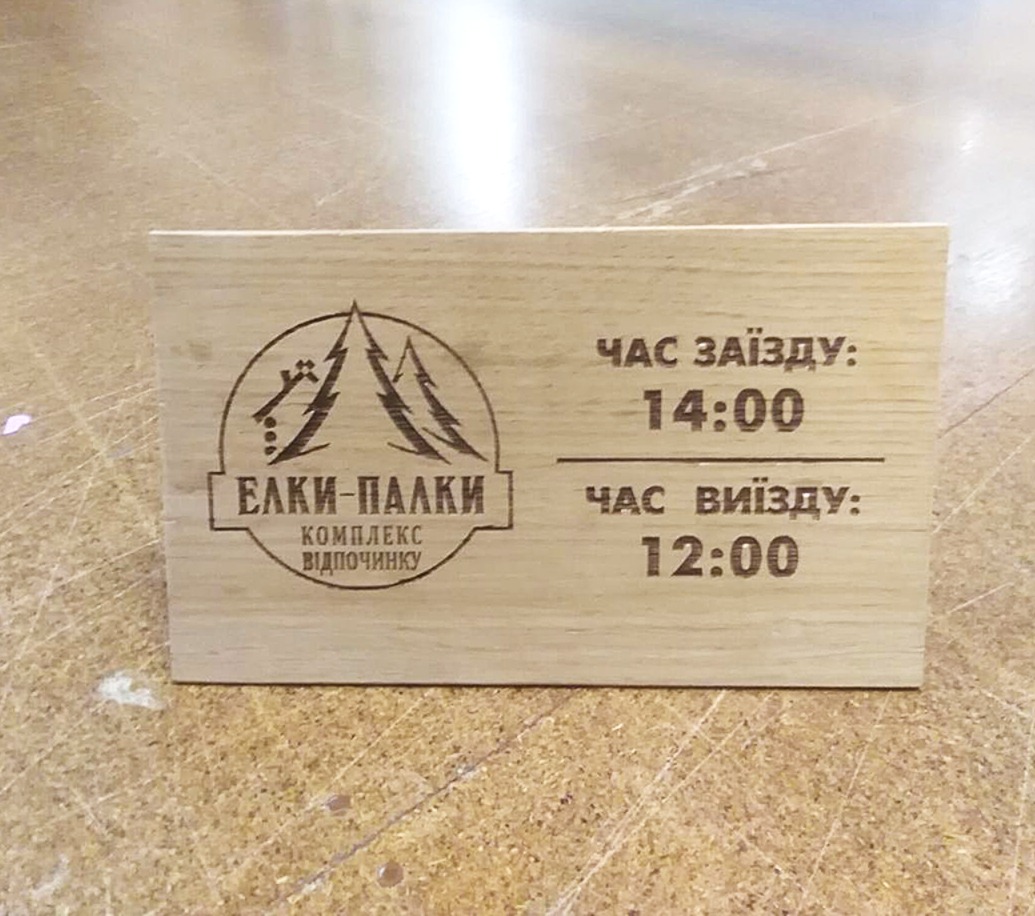 ЕЛКИ-ПАЛКИ
КОМПЛЕКС
ВІДПОЧИНКУ
ЧАС ЗАЇЗДУ:
14:00
ЧАС ВИЇЗДУ:
12:00